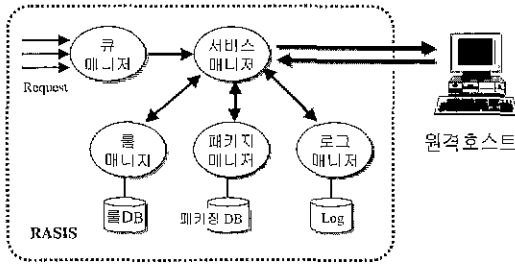 큐
매니저
서비스
매니저
Request
원격호스트
룰
매니저
패키지
매니저
로그
매니저
룰DB
패키징 DB
Log
RASIS